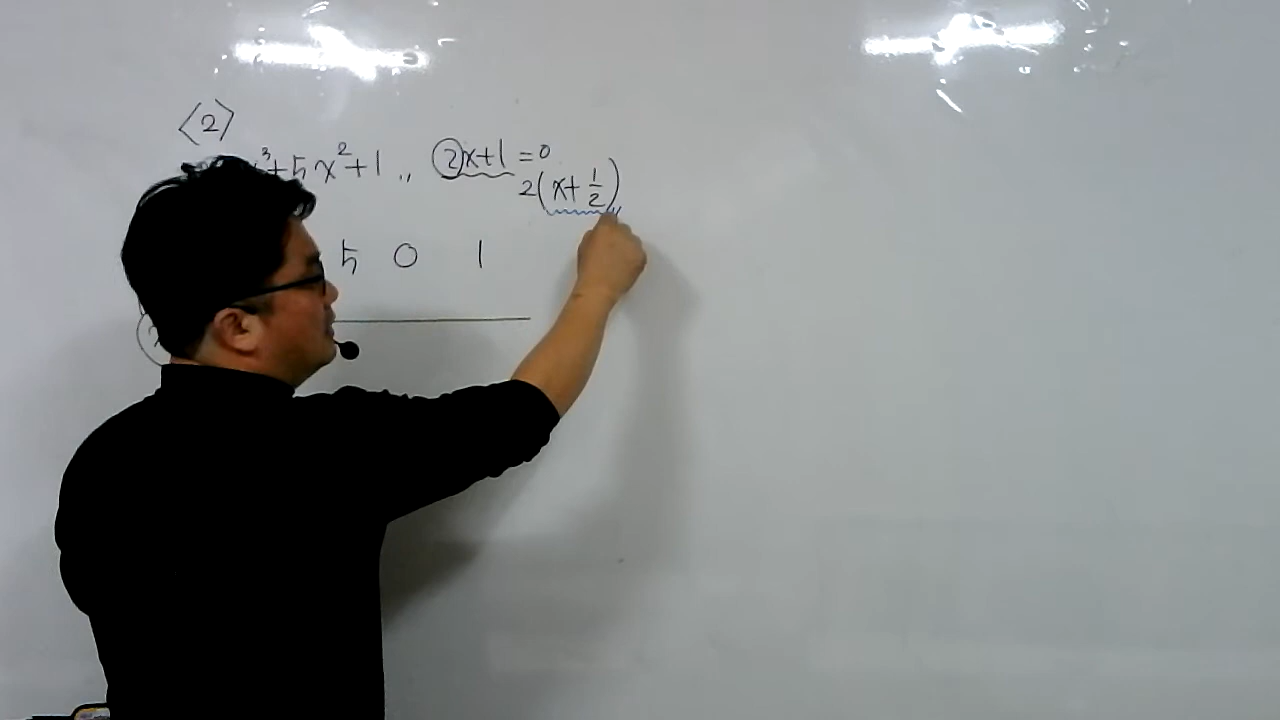 <2>
x³+5x²+1 ,, 2x+1 = 0
2(x+1/2)
5 0 1